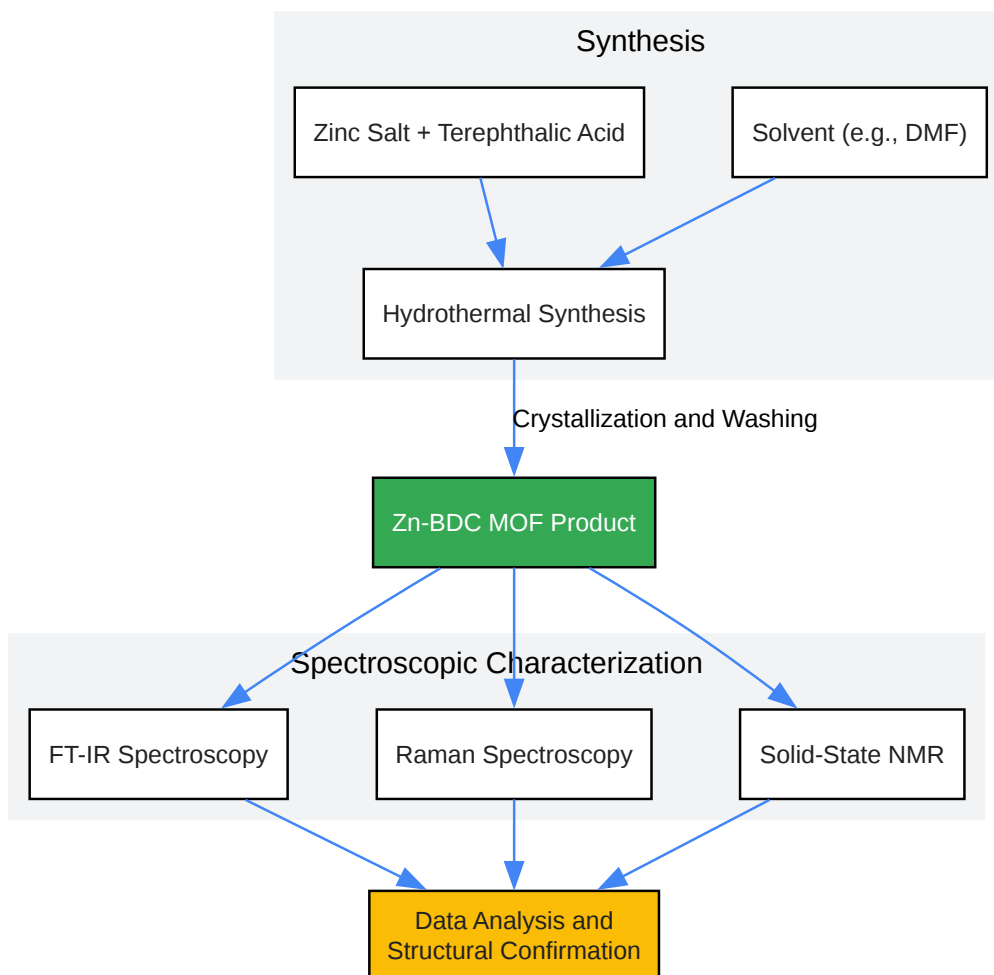 Synthesis
Zinc Salt + Terephthalic Acid
Solvent (e.g., DMF)
Hydrothermal Synthesis
Crystallization and Washing
Zn-BDC MOF Product
Spectroscopic Characterization
FT-IR Spectroscopy
Raman Spectroscopy
Solid-State NMR
Data Analysis and
Structural Confirmation